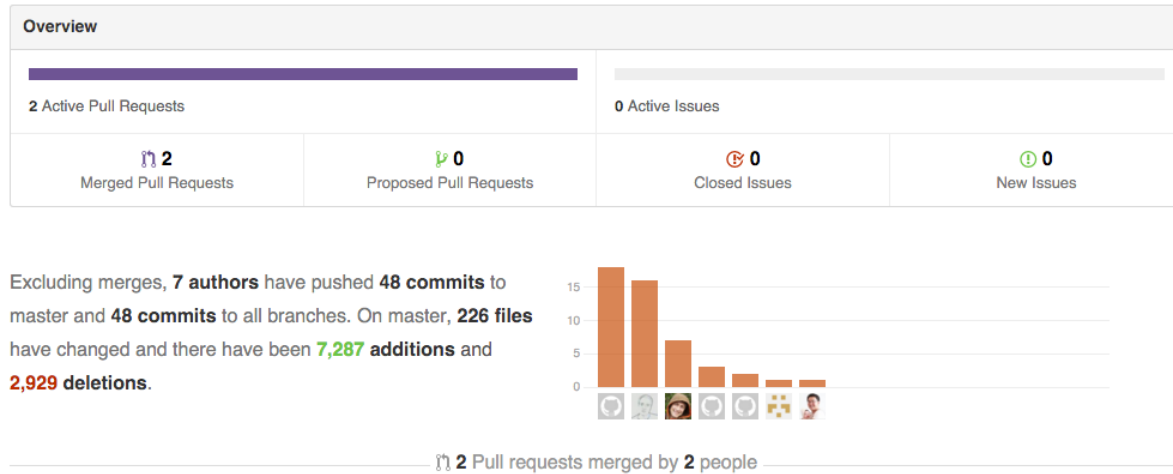 Overview
2 Active Pull Requests
0 Active Issues
2
Merged Pull Requests
0
Proposed Pull Requests
0
Closed Issues
0
New Issues
Excluding merges, 7 authors have pushed 48 commits to
master and 48 commits to all branches. On master, 226 files
have changed and there have been 7,287 additions and
2,929 deletions.
15
10
5
0
2 Pull requests merged by 2 people